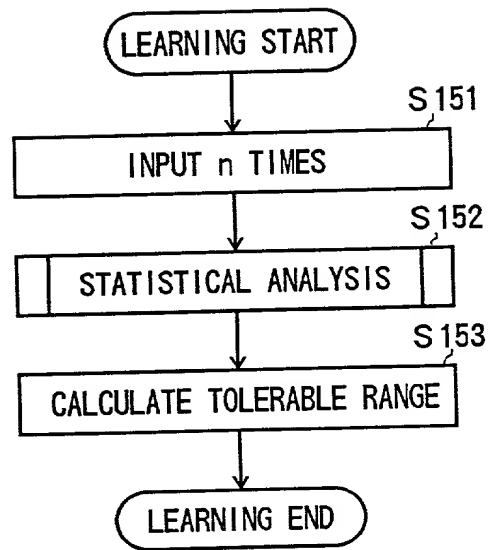 LEARNING START
S151
INPUT n TIMES
S152
STATISTICAL ANALYSIS
S153
CALCULATE TOLERABLE RANGE
LEARNING END